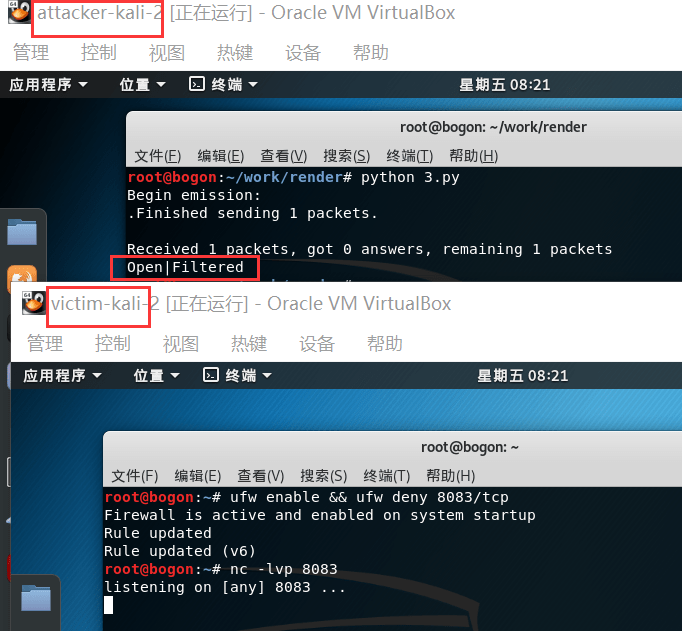 attacker-kali-2 [正在运行] - Oracle VM VirtualBox
管理 控制 视图 热键 设备 帮助
应用程序 位置 终端 星期五 08:21
root@bogon: ~/work/render
文件(F) 编辑(E) 查看(V) 搜索(S) 终端(T) 帮助(H)
root@bogon:~/work/render# python 3.py
Begin emission:
.Finished sending 1 packets.
Received 1 packets, got 0 answers, remaining 1 packets
Open|Filtered
victim-kali-2 [正在运行] - Oracle VM VirtualBox
管理 控制 视图 热键 设备 帮助
应用程序 位置 终端 星期五 08:21
root@bogon: ~
文件(F) 编辑(E) 查看(V) 搜索(S) 终端(T) 帮助(H)
root@bogon:~# ufw enable && ufw deny 8083/tcp
Firewall is active and enabled on system startup
Rule updated
Rule updated (v6)
root@bogon:~# nc -lvp 8083
listening on [any] 8083 ...